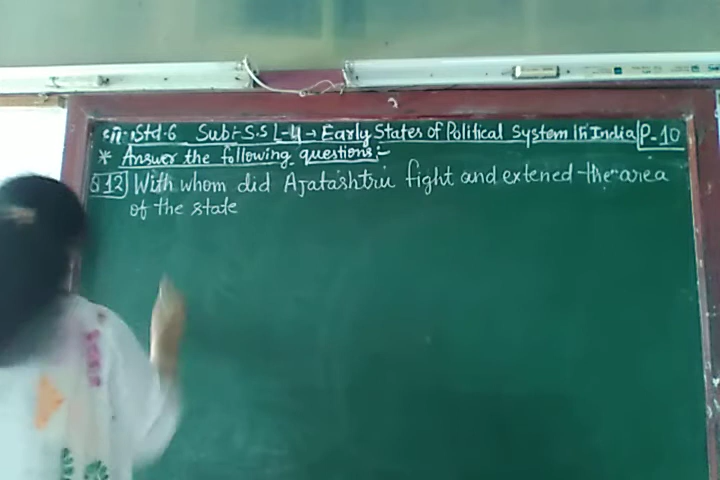 Std.6 Sub:-S.S L-4 → Early States of Political System In India P-10
* Answer the following questions:-
Q.12 With whom did Ajatashtru fight and extened the area
of the state